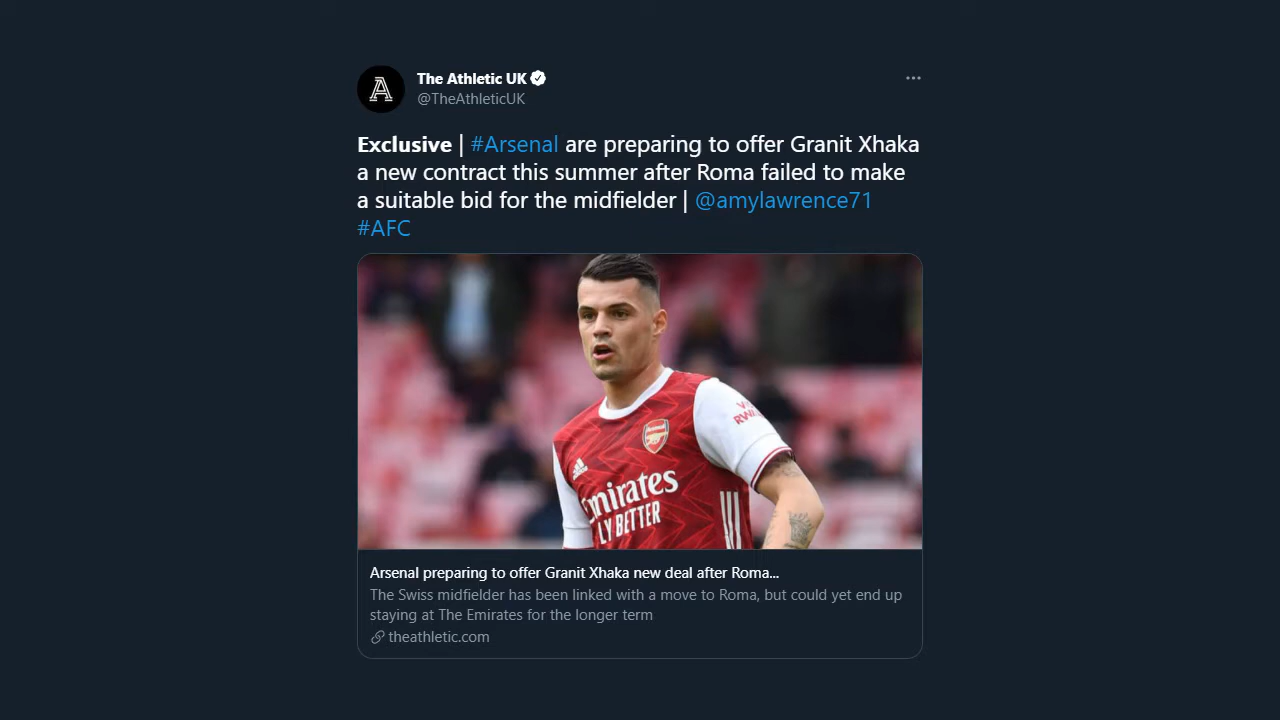 The Athletic UK
@TheAthleticUK
Exclusive | #Arsenal are preparing to offer Granit Xhaka
a new contract this summer after Roma failed to make
a suitable bid for the midfielder | @amylawrence71
#AFC
Arsenal
Emirates
LY BETTER
Arsenal preparing to offer Granit Xhaka new deal after Roma...
The Swiss midfielder has been linked with a move to Roma, but could yet end up
staying at The Emirates for the longer term
theathletic.com